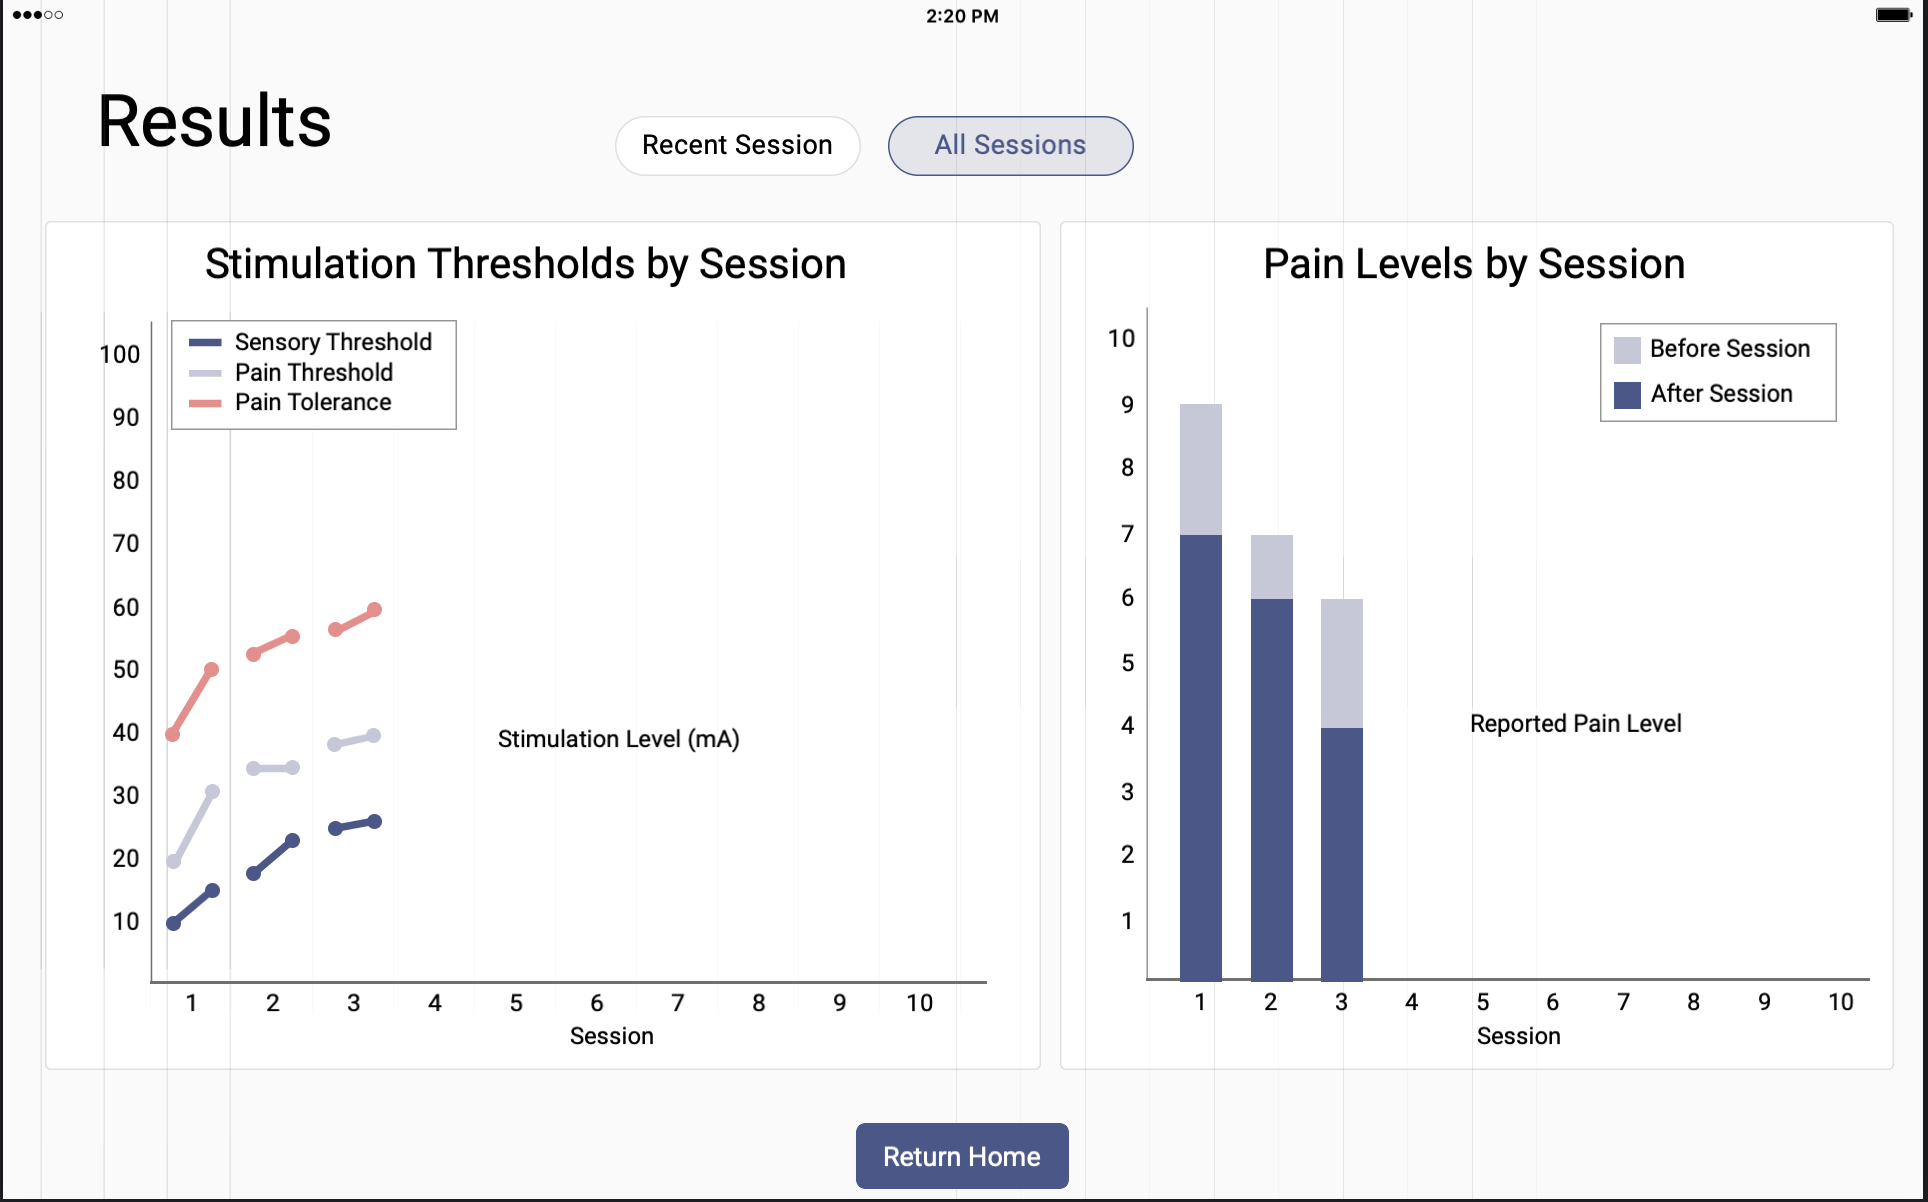 2:20 PM
Results
Recent Session
All Sessions
Stimulation Thresholds by Session
Sensory Threshold
Pain Threshold
Pain Tolerance
100
90
80
70
60
50
40
30
20
10
Stimulation Level (mA)
1 2 3 4 5 6 7 8 9 10
Session
Pain Levels by Session
Before Session
After Session
10
9
8
7
6
5
4
3
2
1
Reported Pain Level
1 2 3 4 5 6 7 8 9 10
Session
Return Home